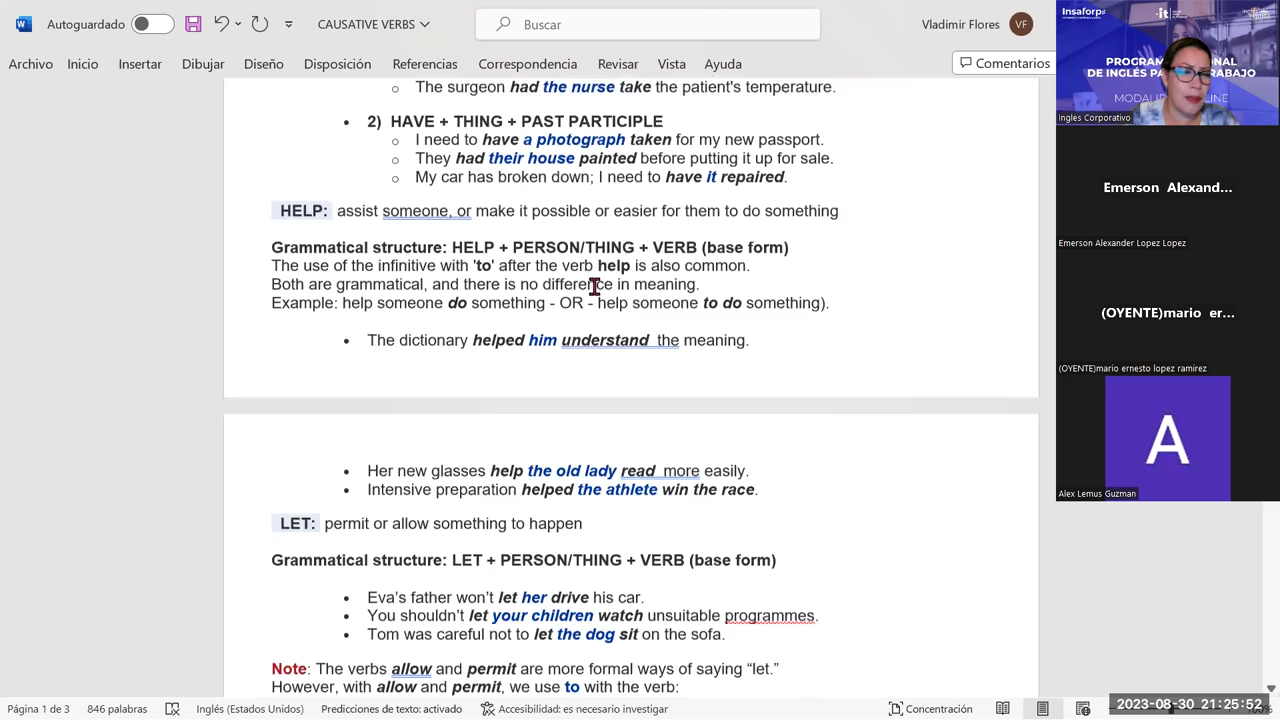 Autoguardado
CAUSATIVE VERBS
Buscar
Vladimir Flores
VF
Archivo
Inicio
Insertar
Dibujar
Diseño
Disposición
Referencias
Correspondencia
Revisar
Vista
Ayuda
Comentarios
The surgeon had the nurse take the patient's temperature.
2) HAVE + THING + PAST PARTICIPLE
I need to have a photograph taken for my new passport.
They had their house painted before putting it up for sale.
My car has broken down; I need to have it repaired.
HELP: assist someone, or make it possible or easier for them to do something
Grammatical structure: HELP + PERSON/THING + VERB (base form)
The use of the infinitive with 'to' after the verb help is also common.
Both are grammatical, and there is no difference in meaning.
Example: help someone do something - OR - help someone to do something).
The dictionary helped him understand the meaning.
Her new glasses help the old lady read more easily.
Intensive preparation helped the athlete win the race.
LET: permit or allow something to happen
Grammatical structure: LET + PERSON/THING + VERB (base form)
Eva's father won't let her drive his car.
You shouldn't let your children watch unsuitable programmes.
Tom was careful not to let the dog sit on the sofa.
Note: The verbs allow and permit are more formal ways of saying “let.”
However, with allow and permit, we use to with the verb:
Página 1 de 3
846 palabras
Inglés (Estados Unidos)
Predicciones de texto: activado
Accesibilidad: es necesario investigar
Concentración
2023-08-30 21:25:52
Insaforp
DE INGLÉS PA
RABAJO
Ingles Corporativo
Emerson Alexand...
Emerson Alexander Lopez Lopez
(OYENTE)mario er...
(OYENTE)mario ernesto lopez ramirez
A
Alex Lemus Guzman